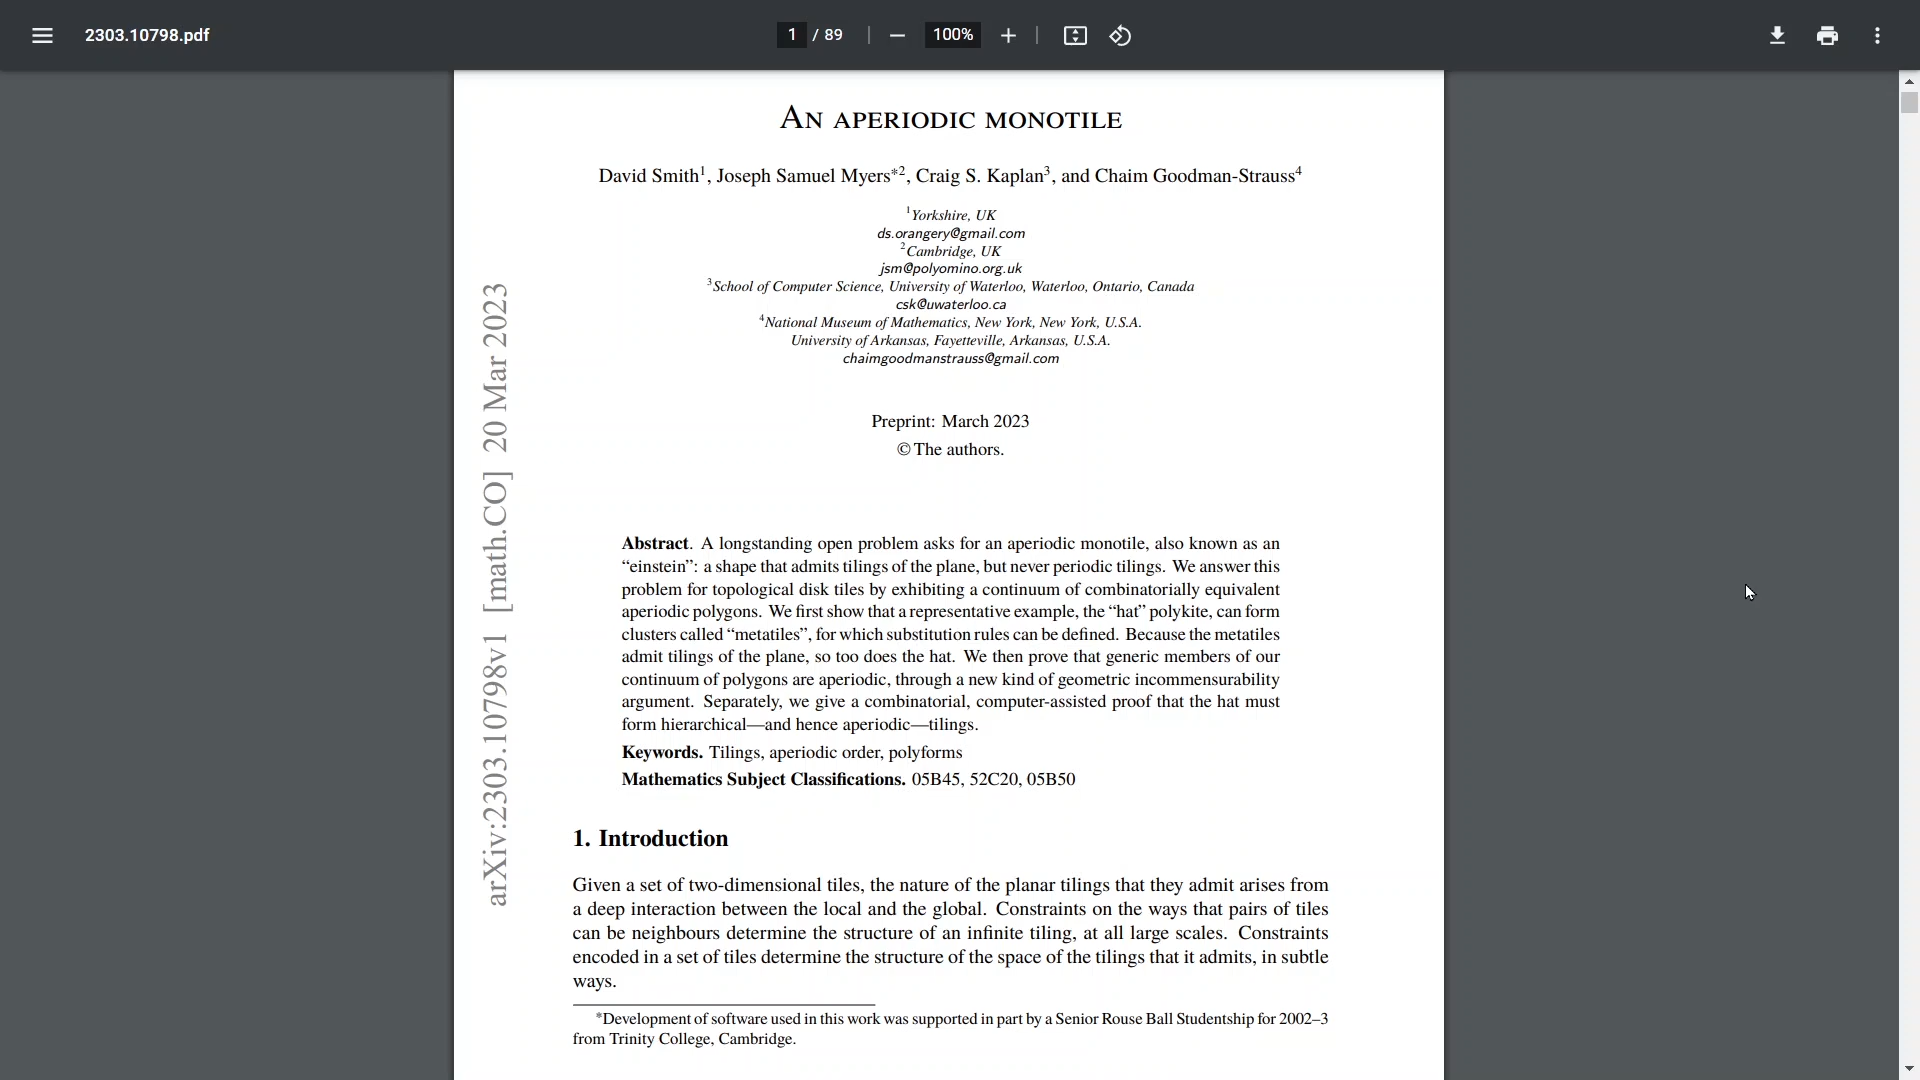 2303.10798.pdf
1 / 89
100%
AN APERIODIC MONOTILE
David Smith1, Joseph Samuel Myers*2, Craig S. Kaplan3, and Chaim Goodman-Strauss4
1Yorkshire, UK
ds.orangery@gmail.com
2Cambridge, UK
jsm@polyomino.org.uk
3School of Computer Science, University of Waterloo, Waterloo, Ontario, Canada
csk@uwaterloo.ca
4National Museum of Mathematics, New York, New York, U.S.A.
University of Arkansas, Fayetteville, Arkansas, U.S.A.
chaimgoodmanstrauss@gmail.com
Preprint: March 2023
© The authors.
arXiv:2303.10798v1 [math.CO] 20 Mar 2023
Abstract. A longstanding open problem asks for an aperiodic monotile, also known as an
“einstein”: a shape that admits tilings of the plane, but never periodic tilings. We answer this
problem for topological disk tiles by exhibiting a continuum of combinatorially equivalent
aperiodic polygons. We first show that a representative example, the “hat” polykite, can form
clusters called “metatiles”, for which substitution rules can be defined. Because the metatiles
admit tilings of the plane, so too does the hat. We then prove that generic members of our
continuum of polygons are aperiodic, through a new kind of geometric incommensurability
argument. Separately, we give a combinatorial, computer-assisted proof that the hat must
form hierarchical—and hence aperiodic—tilings.
Keywords. Tilings, aperiodic order, polyforms
Mathematics Subject Classifications. 05B45, 52C20, 05B50
1. Introduction
Given a set of two-dimensional tiles, the nature of the planar tilings that they admit arises from
a deep interaction between the local and the global. Constraints on the ways that pairs of tiles
can be neighbours determine the structure of an infinite tiling, at all large scales. Constraints
encoded in a set of tiles determine the structure of the space of the tilings that it admits, in subtle
ways.
*Development of software used in this work was supported in part by a Senior Rouse Ball Studentship for 2002–3
from Trinity College, Cambridge.